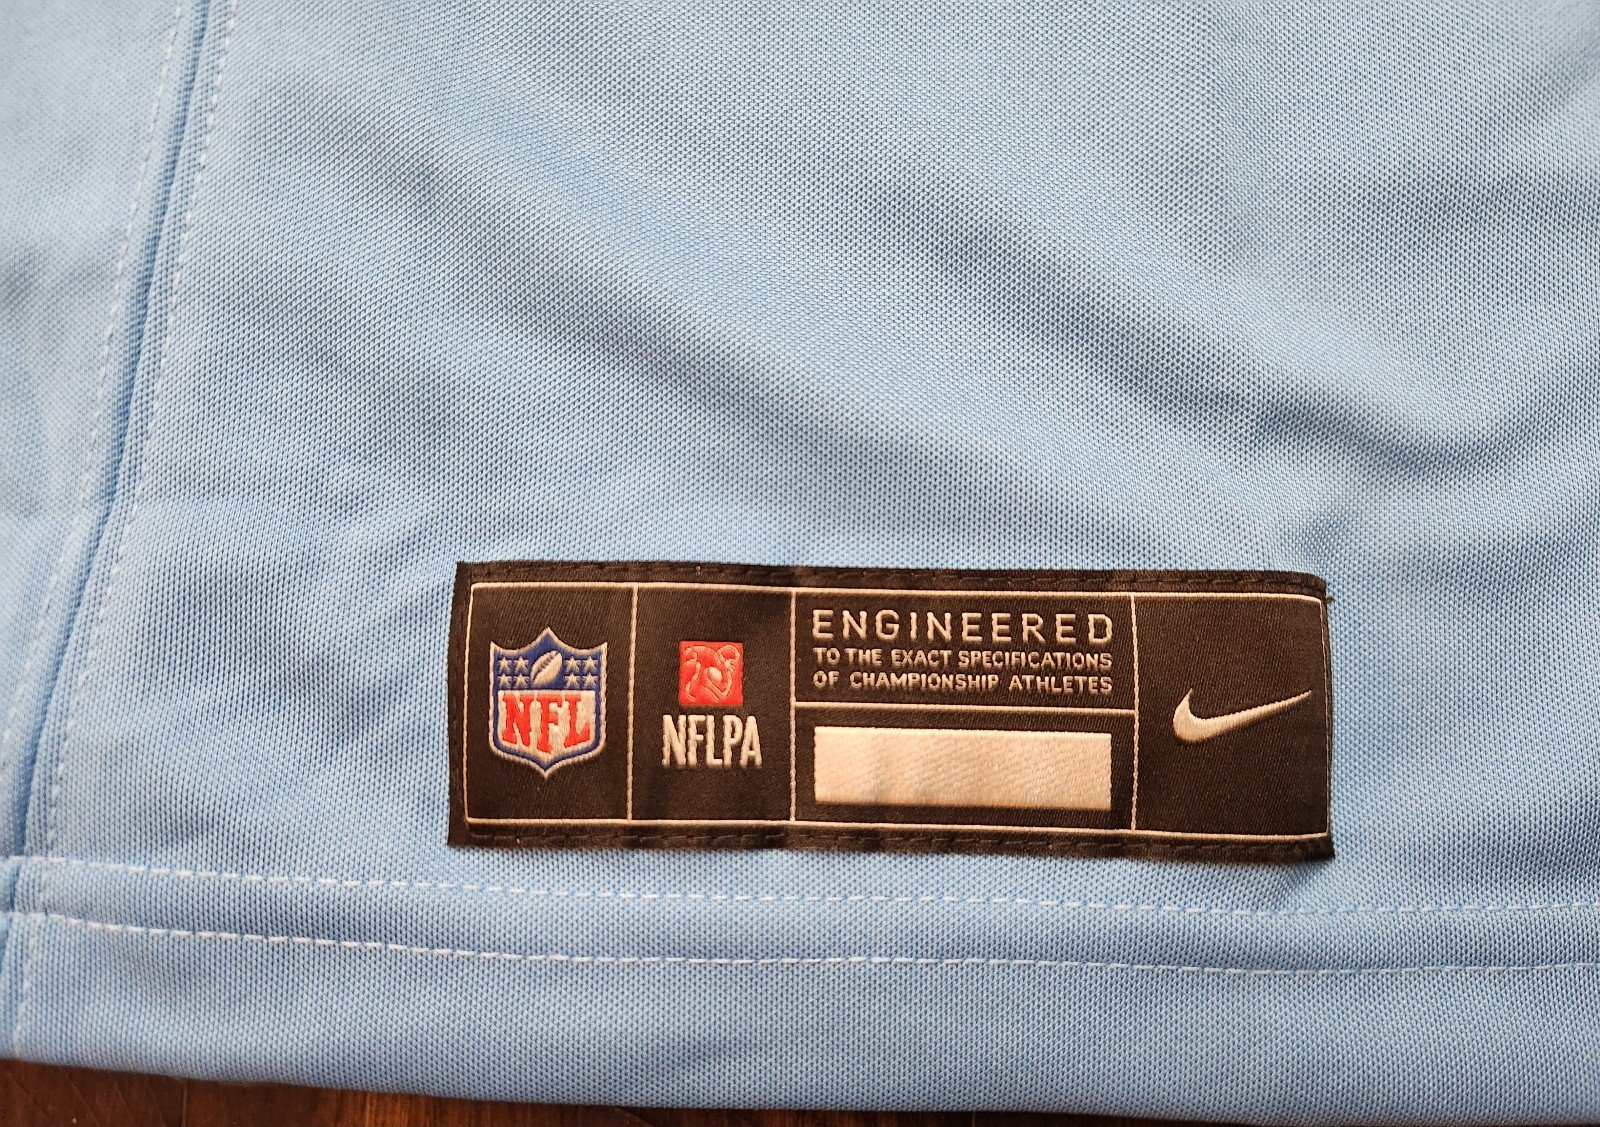 NFL
NFLPA
ENGINEERED
TO THE EXACT SPECIFICATIONS
OF CHAMPIONSHIP ATHLETES